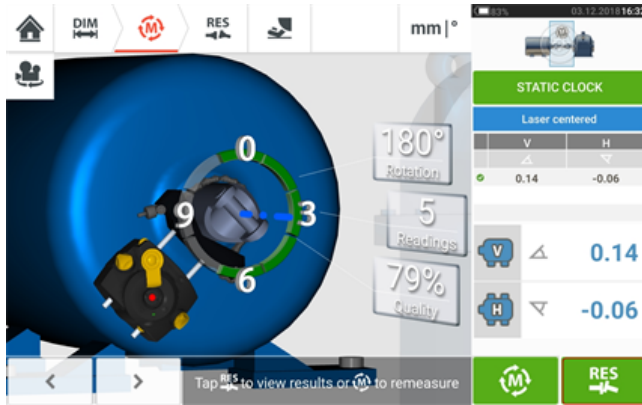 DIM
M
RES
mm|°
83%
03.12.2018 16:32
M
STATIC CLOCK
Laser centered
V H
0.14 -0.06
0
9
3
6
180°
Rotation
5
Readings
79%
Quality
V 0.14
H -0.06
Tap RES to view results or M to remeasure
M
RES